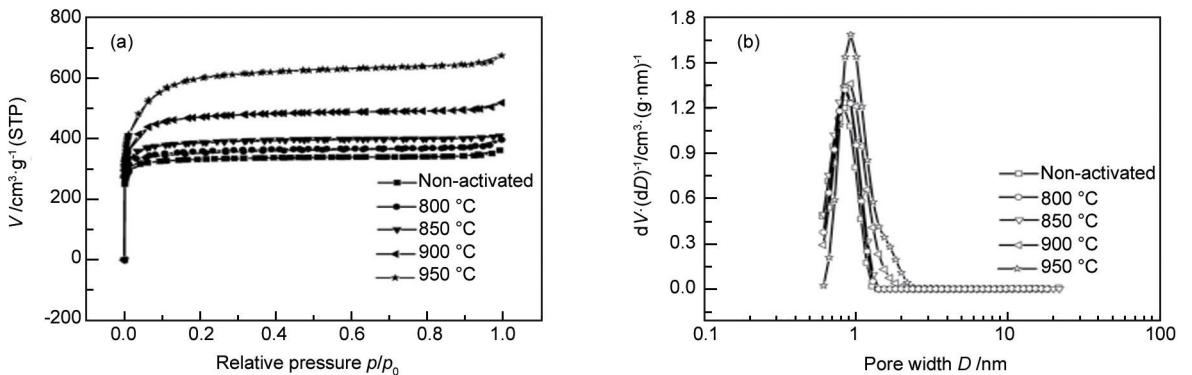 (a)
800
600
400
200
0
-200
V /cm³·g⁻¹ (STP)
0.0 0.2 0.4 0.6 0.8 1.0
Relative pressure p/p₀
Non-activated
800 °C
850 °C
900 °C
950 °C
(b)
1.8
1.5
1.2
0.9
0.6
0.3
0.0
dV·(dD)⁻¹/cm³·(g·nm)⁻¹
0.1 1 10 100
Pore width D /nm
Non-activated
800 °C
850 °C
900 °C
950 °C